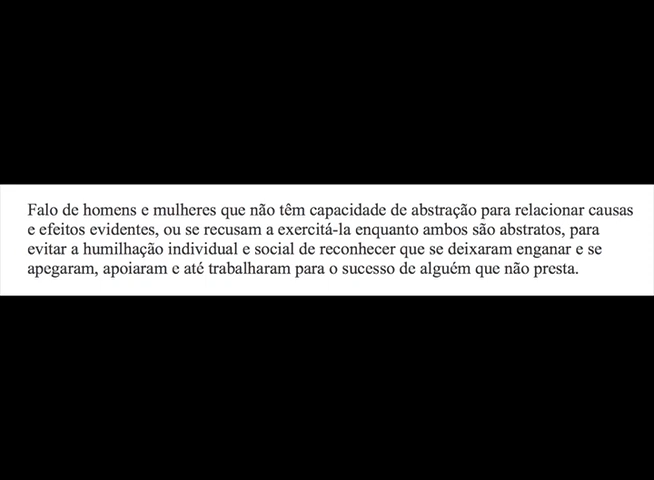 Falo de homens e mulheres que não têm capacidade de abstração para relacionar causas
e efeitos evidentes, ou se recusam a exercitá-la enquanto ambos são abstratos, para
evitar a humilhação individual e social de reconhecer que se deixaram enganar e se
apegaram, apoiaram e até trabalharam para o sucesso de alguém que não presta.